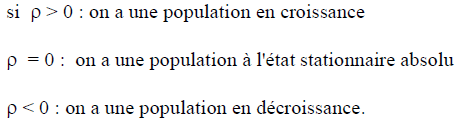 si ρ > 0 : on a une population en croissance
ρ = 0 : on a une population à l'état stationnaire absolu
ρ < 0 : on a une population en décroissance.